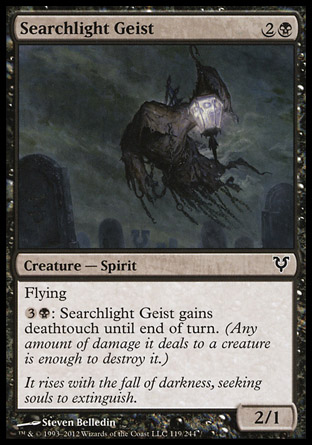 Searchlight Geist 2
Creature — Spirit
Flying
3: Searchlight Geist gains
deathtouch until end of turn. (Any
amount of damage it deals to a creature
is enough to destroy it.)
It rises with the fall of darkness, seeking
souls to extinguish.
Steven Belledin
™ & © 1993–2012 Wizards of the Coast LLC 119/244
2/1